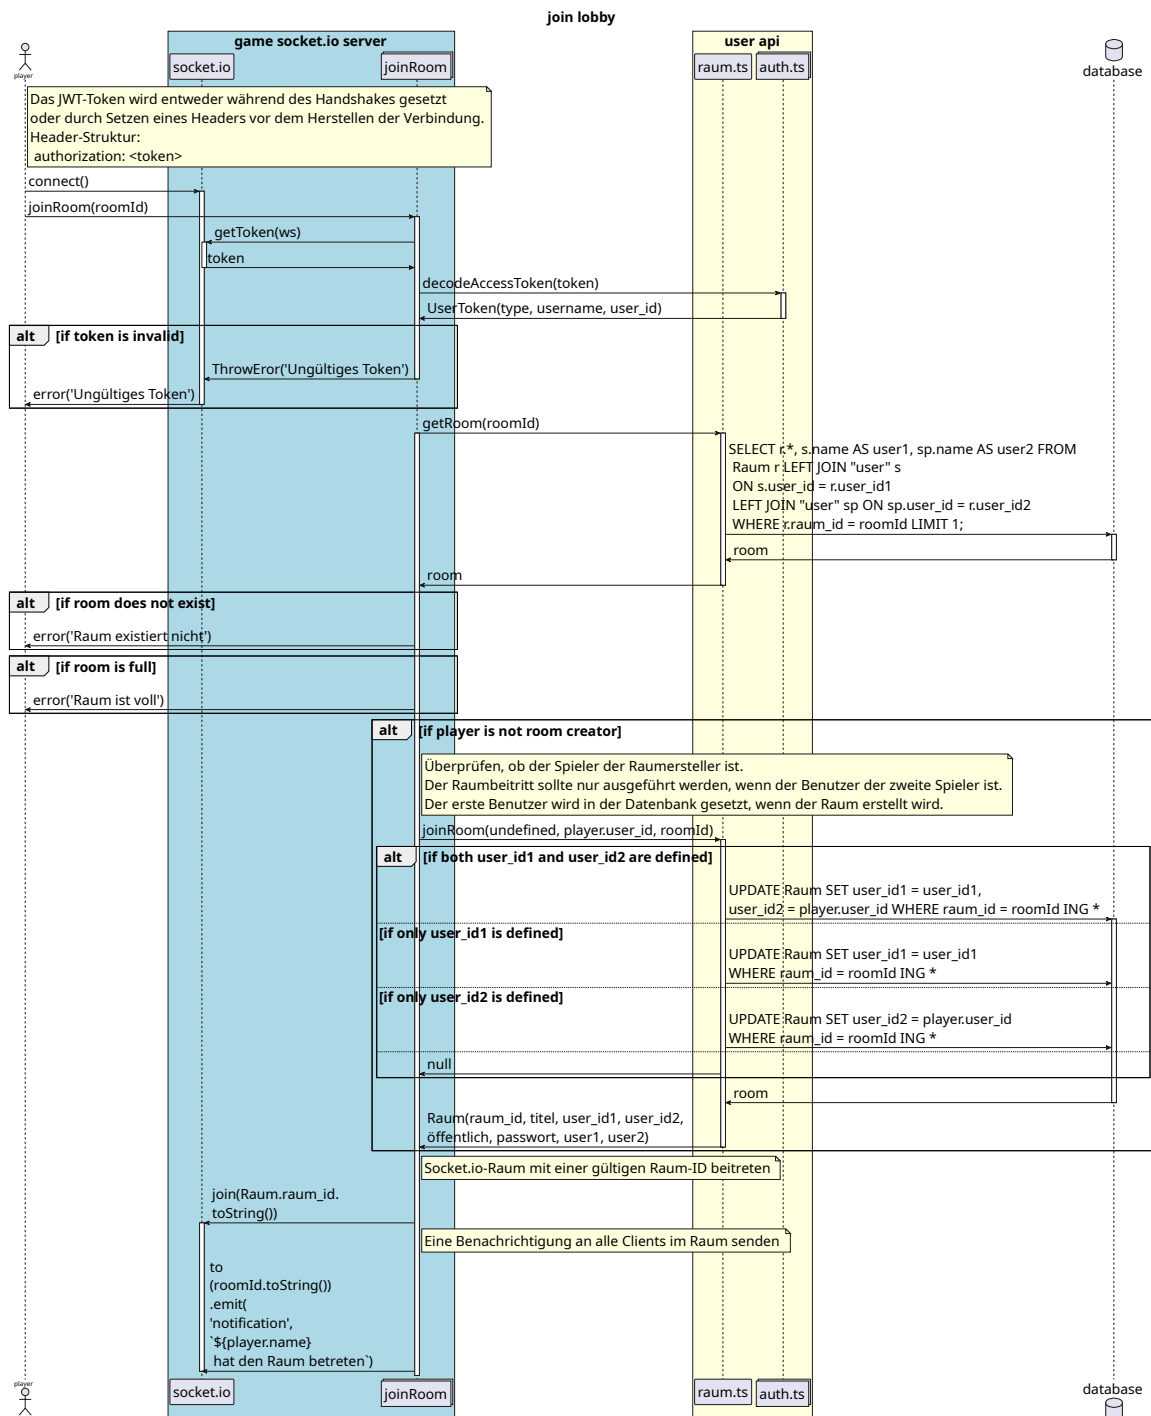 join lobby
game socket.io server
user api
player
socket.io
joinRoom
raum.ts
auth.ts
database
Das JWT-Token wird entweder während des Handshakes gesetzt
oder durch Setzen eines Headers vor dem Herstellen der Verbindung.
Header-Struktur:
authorization: <token>
connect()
joinRoom(roomId)
getToken(ws)
token
decodeAccessToken(token)
UserToken(type, username, user_id)
alt [if token is invalid]
ThrowEror('Ungültiges Token')
error('Ungültiges Token')
getRoom(roomId)
SELECT r.*, s.name AS user1, sp.name AS user2 FROM
Raum r LEFT JOIN "user" s
ON s.user_id = r.user_id1
LEFT JOIN "user" sp ON sp.user_id = r.user_id2
WHERE r.raum_id = roomId LIMIT 1;
room
room
alt [if room does not exist]
error('Raum existiert nicht')
alt [if room is full]
error('Raum ist voll')
alt [if player is not room creator]
Überprüfen, ob der Spieler der Raumersteller ist.
Der Raumbeitritt sollte nur ausgeführt werden, wenn der Benutzer der zweite Spieler ist.
Der erste Benutzer wird in der Datenbank gesetzt, wenn der Raum erstellt wird.
joinRoom(undefined, player.user_id, roomId)
alt [if both user_id1 and user_id2 are defined]
UPDATE Raum SET user_id1 = user_id1,
user_id2 = player.user_id WHERE raum_id = roomId ING *
[if only user_id1 is defined]
UPDATE Raum SET user_id1 = user_id1
WHERE raum_id = roomId ING *
[if only user_id2 is defined]
UPDATE Raum SET user_id2 = player.user_id
WHERE raum_id = roomId ING *
null
room
Raum(raum_id, titel, user_id1, user_id2,
öffentlich, passwort, user1, user2)
Socket.io-Raum mit einer gültigen Raum-ID beitreten
join(Raum.raum_id.
toString())
Eine Benachrichtigung an alle Clients im Raum senden
to
(roomId.toString())
.emit(
'notification',
`${player.name}
hat den Raum betreten`)
player
socket.io
joinRoom
raum.ts
auth.ts
database